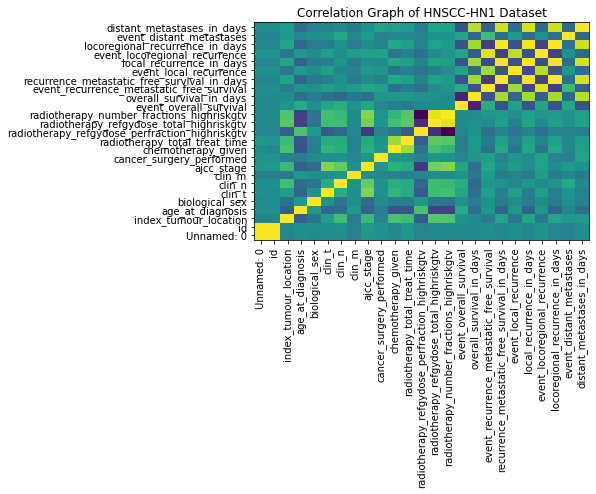 Correlation Graph of HNSCC-HN1 Dataset
distant_metastases_in_days
event_distant_metastases
locoregional_recurrence_in_days
event_locoregional_recurrence
local_recurrence_in_days
event_local_recurrence
recurrence_metastatic_free_survival_in_days
event_recurrence_metastatic_free_survival
overall_survival_in_days
event_overall_survival
radiotherapy_number_fractions_highriskgtv
radiotherapy_refgydose_total_highriskgtv
radiotherapy_refgydose_perfraction_highriskgtv
radiotherapy_total_treat_time
chemotherapy_given
cancer_surgery_performed
ajcc_stage
clin_m
clin_n
clin_t
biological_sex
age_at_diagnosis
index_tumour_location
id
Unnamed: 0
Unnamed: 0
id
index_tumour_location
age_at_diagnosis
biological_sex
clin_t
clin_n
clin_m
ajcc_stage
cancer_surgery_performed
chemotherapy_given
radiotherapy_total_treat_time
radiotherapy_refgydose_perfraction_highriskgtv
radiotherapy_refgydose_total_highriskgtv
radiotherapy_number_fractions_highriskgtv
event_overall_survival
overall_survival_in_days
event_recurrence_metastatic_free_survival
recurrence_metastatic_free_survival_in_days
event_local_recurrence
local_recurrence_in_days
event_locoregional_recurrence
locoregional_recurrence_in_days
event_distant_metastases
distant_metastases_in_days